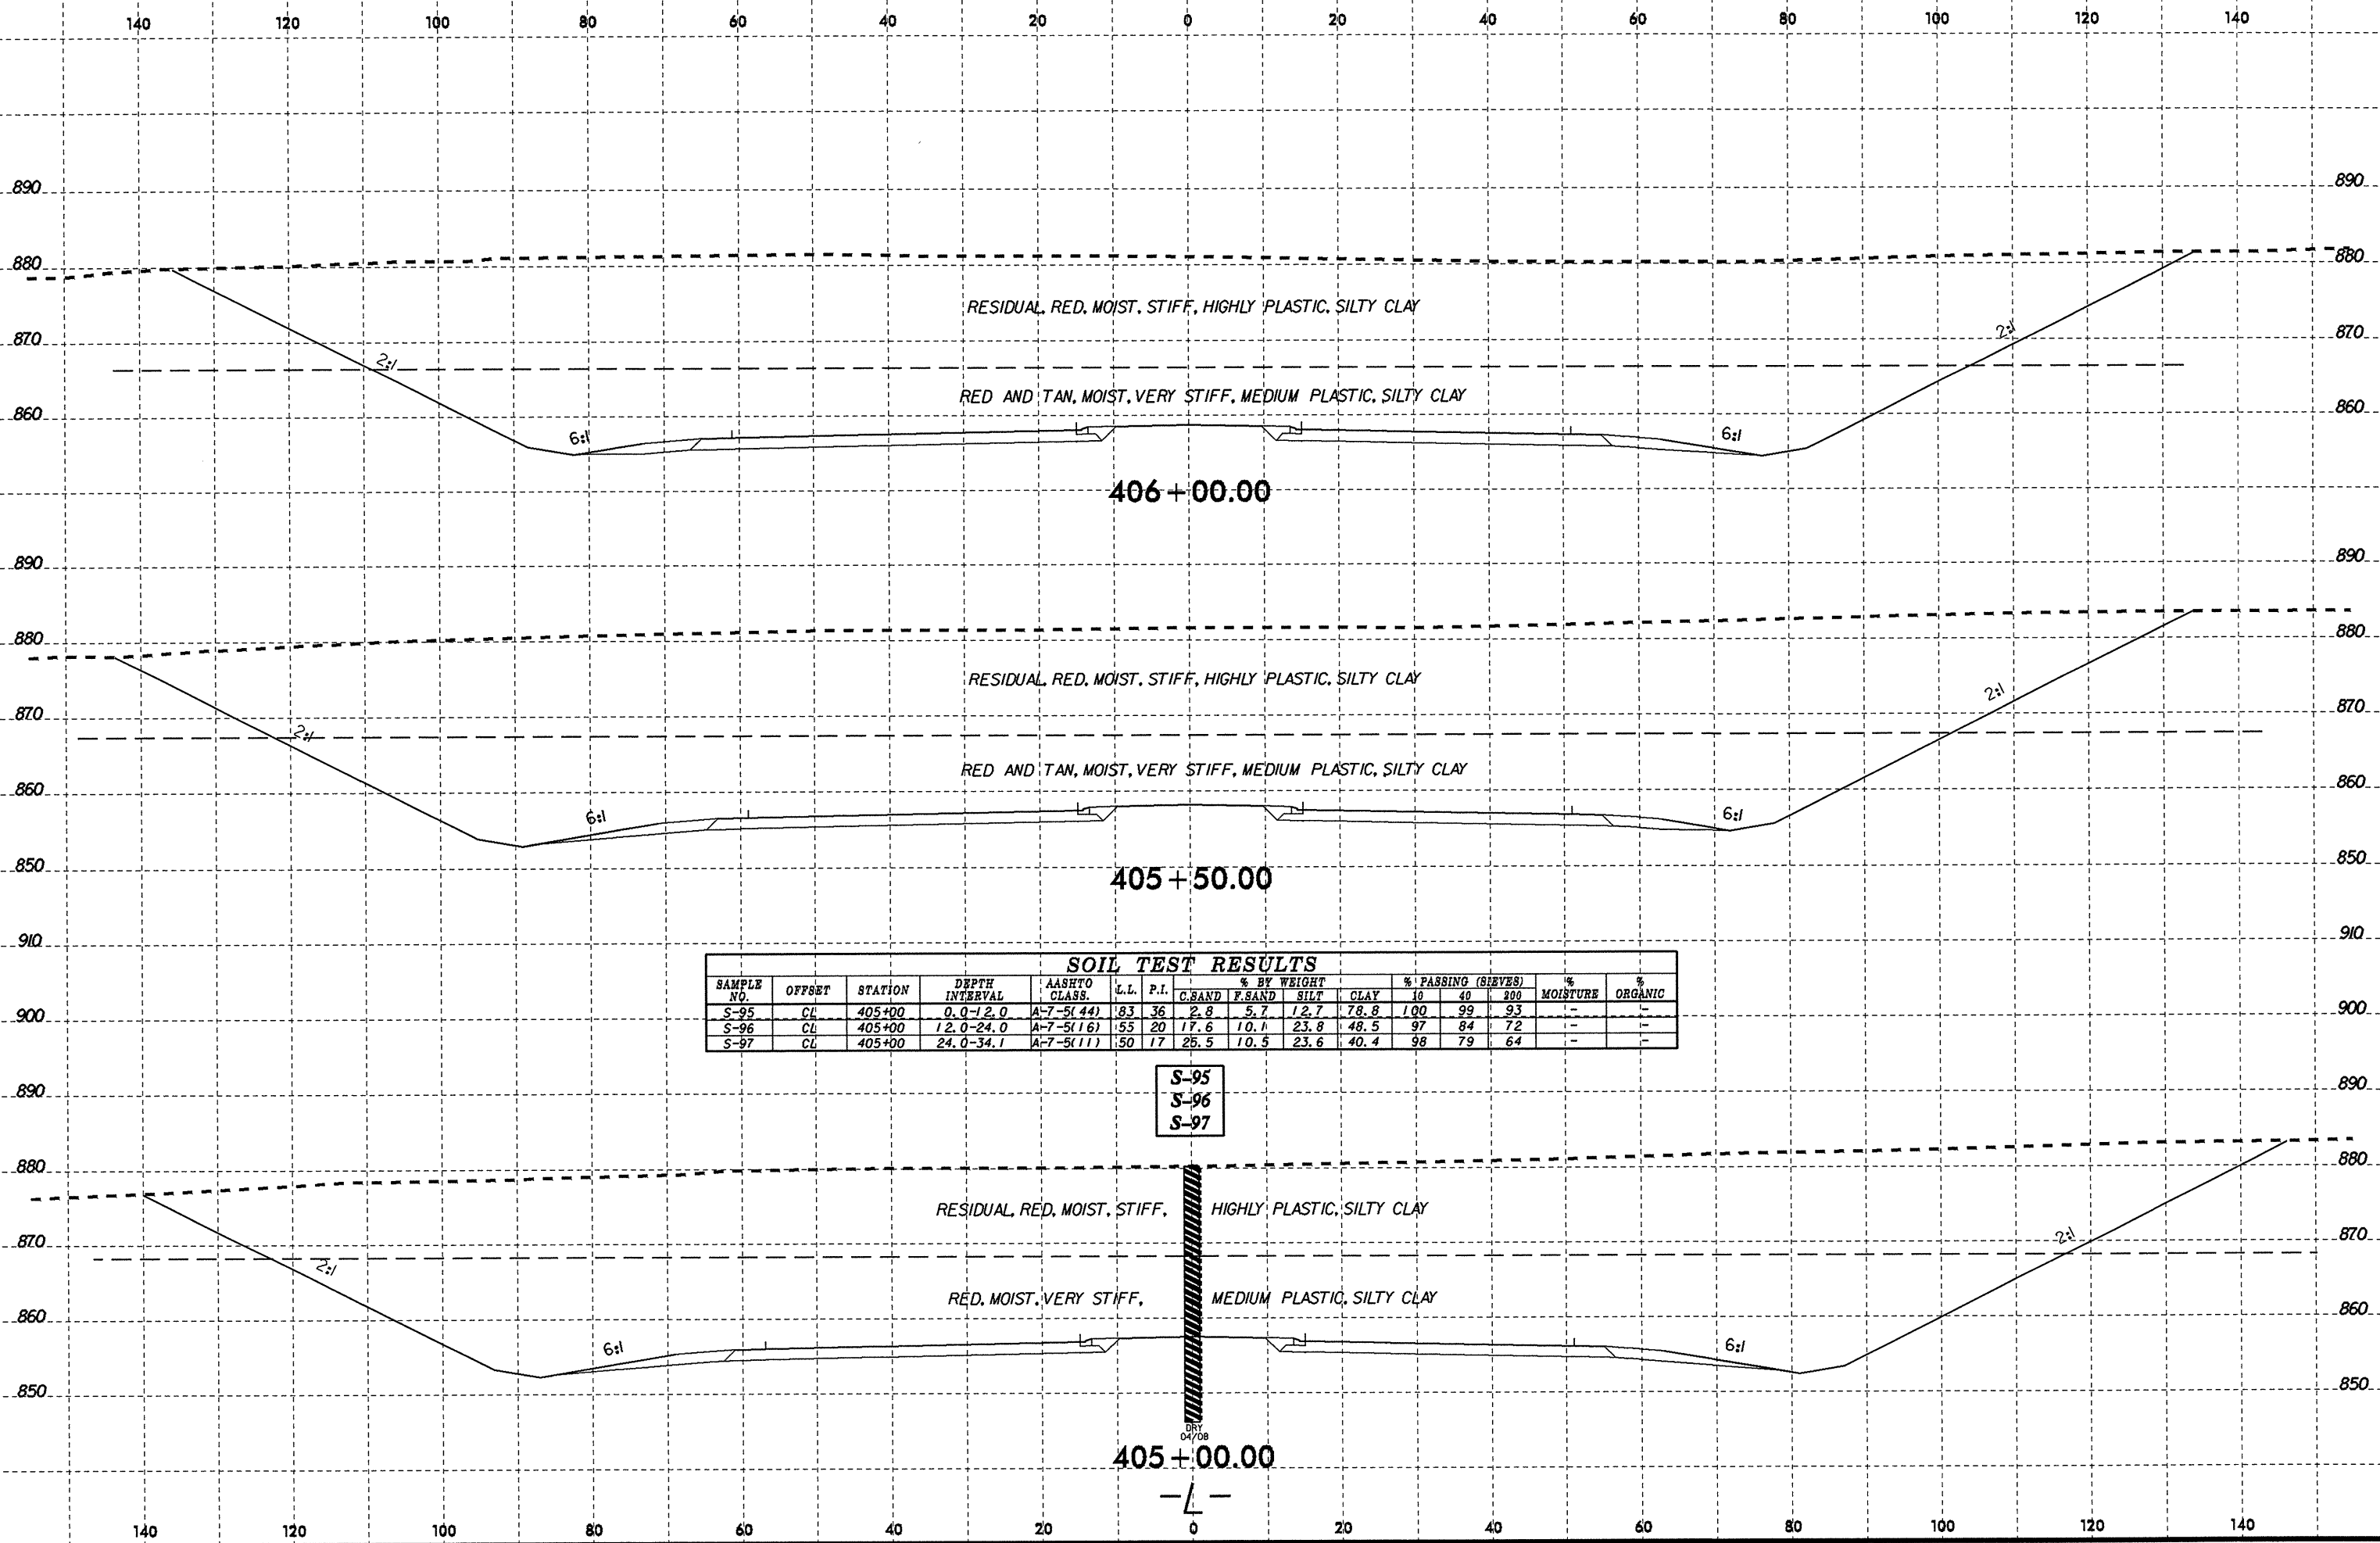 140 120 100 80 60 40 20 0 20 40 60 80 100 120 140
890 890
880 880
RESIDUAL, RED, MOIST, STIFF, HIGHLY PLASTIC, SILTY CLAY
870 2:1 2:1 870
RED AND TAN, MOIST, VERY STIFF, MEDIUM PLASTIC, SILTY CLAY
860 860
6:1 6:1
406+00.00
890 890
880 880
RESIDUAL, RED, MOIST, STIFF, HIGHLY PLASTIC, SILTY CLAY
2:1
870 870
2:1
RED AND TAN, MOIST, VERY STIFF, MEDIUM PLASTIC, SILTY CLAY
860 860
6:1 6:1
850 850
405+50.00
910 910
SOIL TEST RESULTS
SAMPLE NO. OFFSET STATION DEPTH INTERVAL AASHTO CLASS. L.L. P.I. % BY WEIGHT % PASSING (SIEVES) % MOISTURE % ORGANIC
C.SAND F.SAND SILT CLAY 10 40 200
S-95 CL 405+00 0.0-12.0 A-7-5(44) 83 36 2.8 5.7 12.7 78.8 100 99 93 - -
900 900
S-96 CL 405+00 12.0-24.0 A-7-5(16) 55 20 17.6 10.1 23.8 48.5 97 84 72 - -
S-97 CL 405+00 24.0-34.1 A-7-5(11) 50 17 25.5 10.5 23.6 40.4 98 79 64 - -
S-95
890 890
S-96
S-97
880 880
RESIDUAL, RED, MOIST, STIFF, HIGHLY PLASTIC, SILTY CLAY
870 2:1 870
2:1
RED, MOIST, VERY STIFF, MEDIUM PLASTIC, SILTY CLAY
860 860
6:1 6:1
850 850
DRY
04/08
405+00.00
-L-
140 120 100 80 60 40 20 0 20 40 60 80 100 120 140